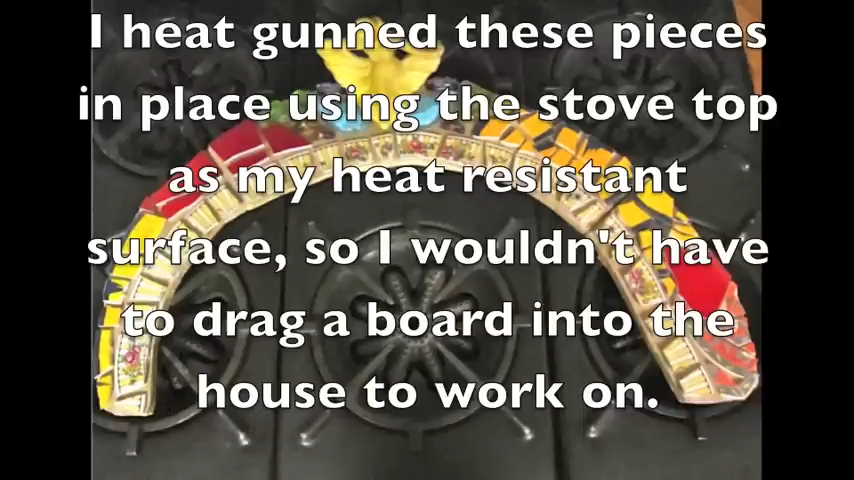 I heat gunned these pieces
in place using the stove top
as my heat resistant
surface, so I wouldn't have
to drag a board into the
house to work on.